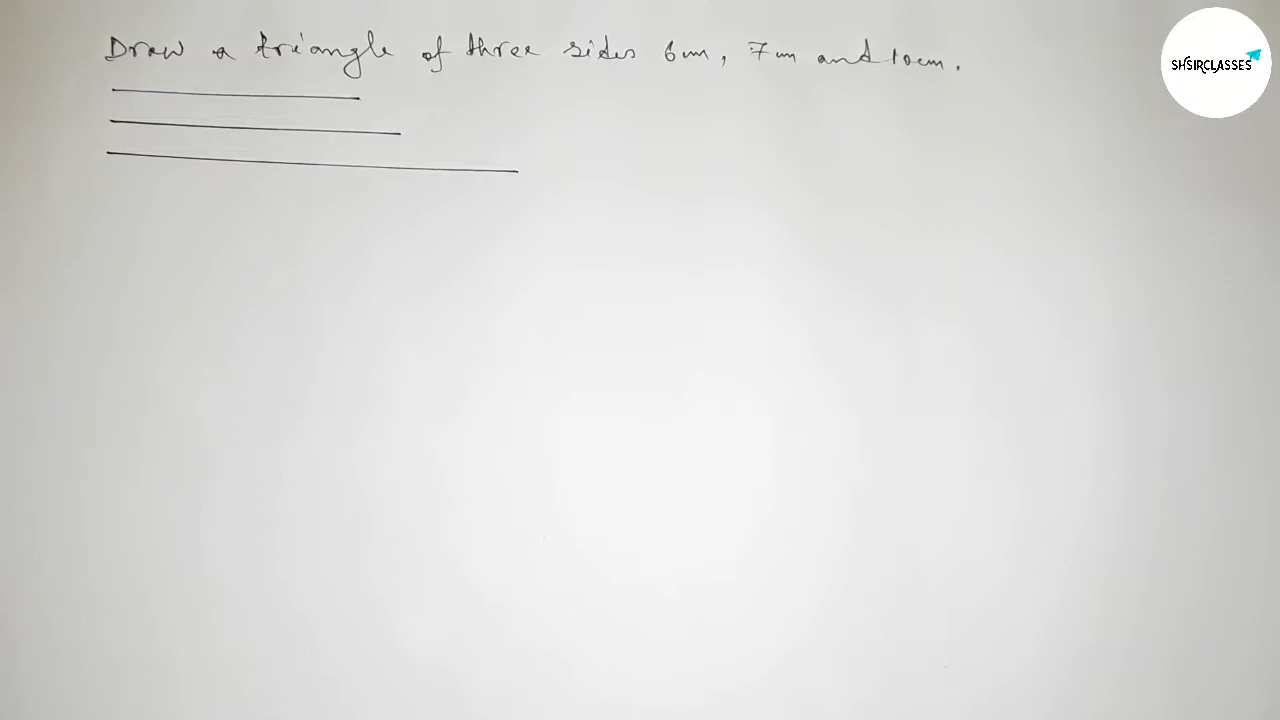 Draw a triangle of three sides 6cm, 7cm and 10cm.
SHSIRCLASSES